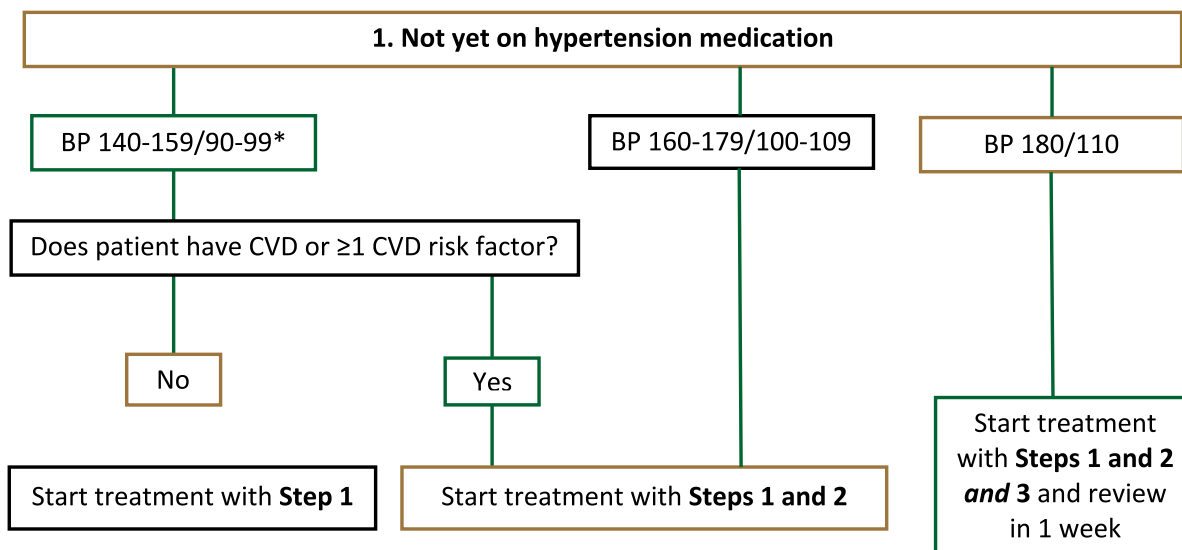 1. Not yet on hypertension medication
BP 140-159/90-99*
BP 160-179/100-109
BP 180/110
Does patient have CVD or ≥1 CVD risk factor?
No
Yes
Start treatment with Step 1
Start treatment with Steps 1 and 2
Start treatment
with Steps 1 and 2
and 3 and review
in 1 week